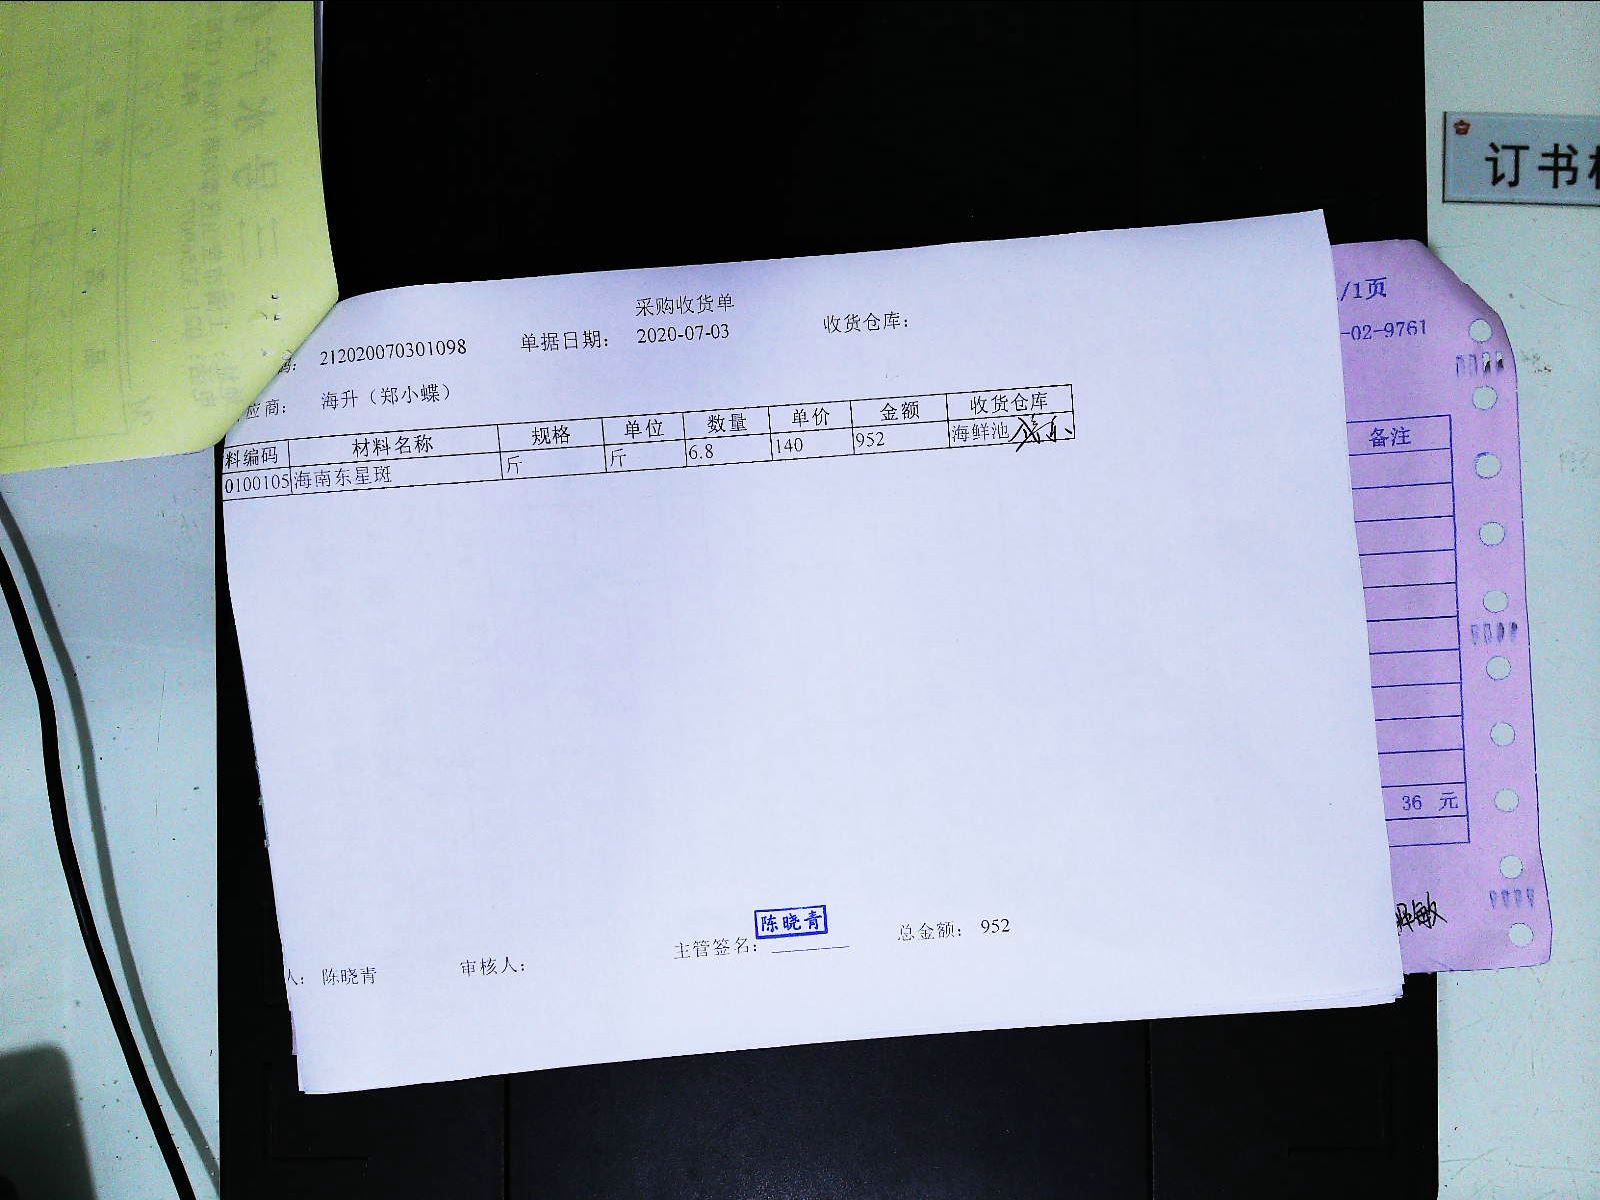 采购收货单
码： 212020070301098 单据日期： 2020-07-03 收货仓库：
应商： 海升（郑小蝶）
料编码 材料名称 规格 单位 数量 单价 金额 收货仓库
0100105 海南东星斑 斤 斤 6.8 140 952 海鲜池
陈晓青
人： 陈晓青 审核人： 主管签名： 总金额： 952
/1页
-02-9761
备注
36 元
敏
订书